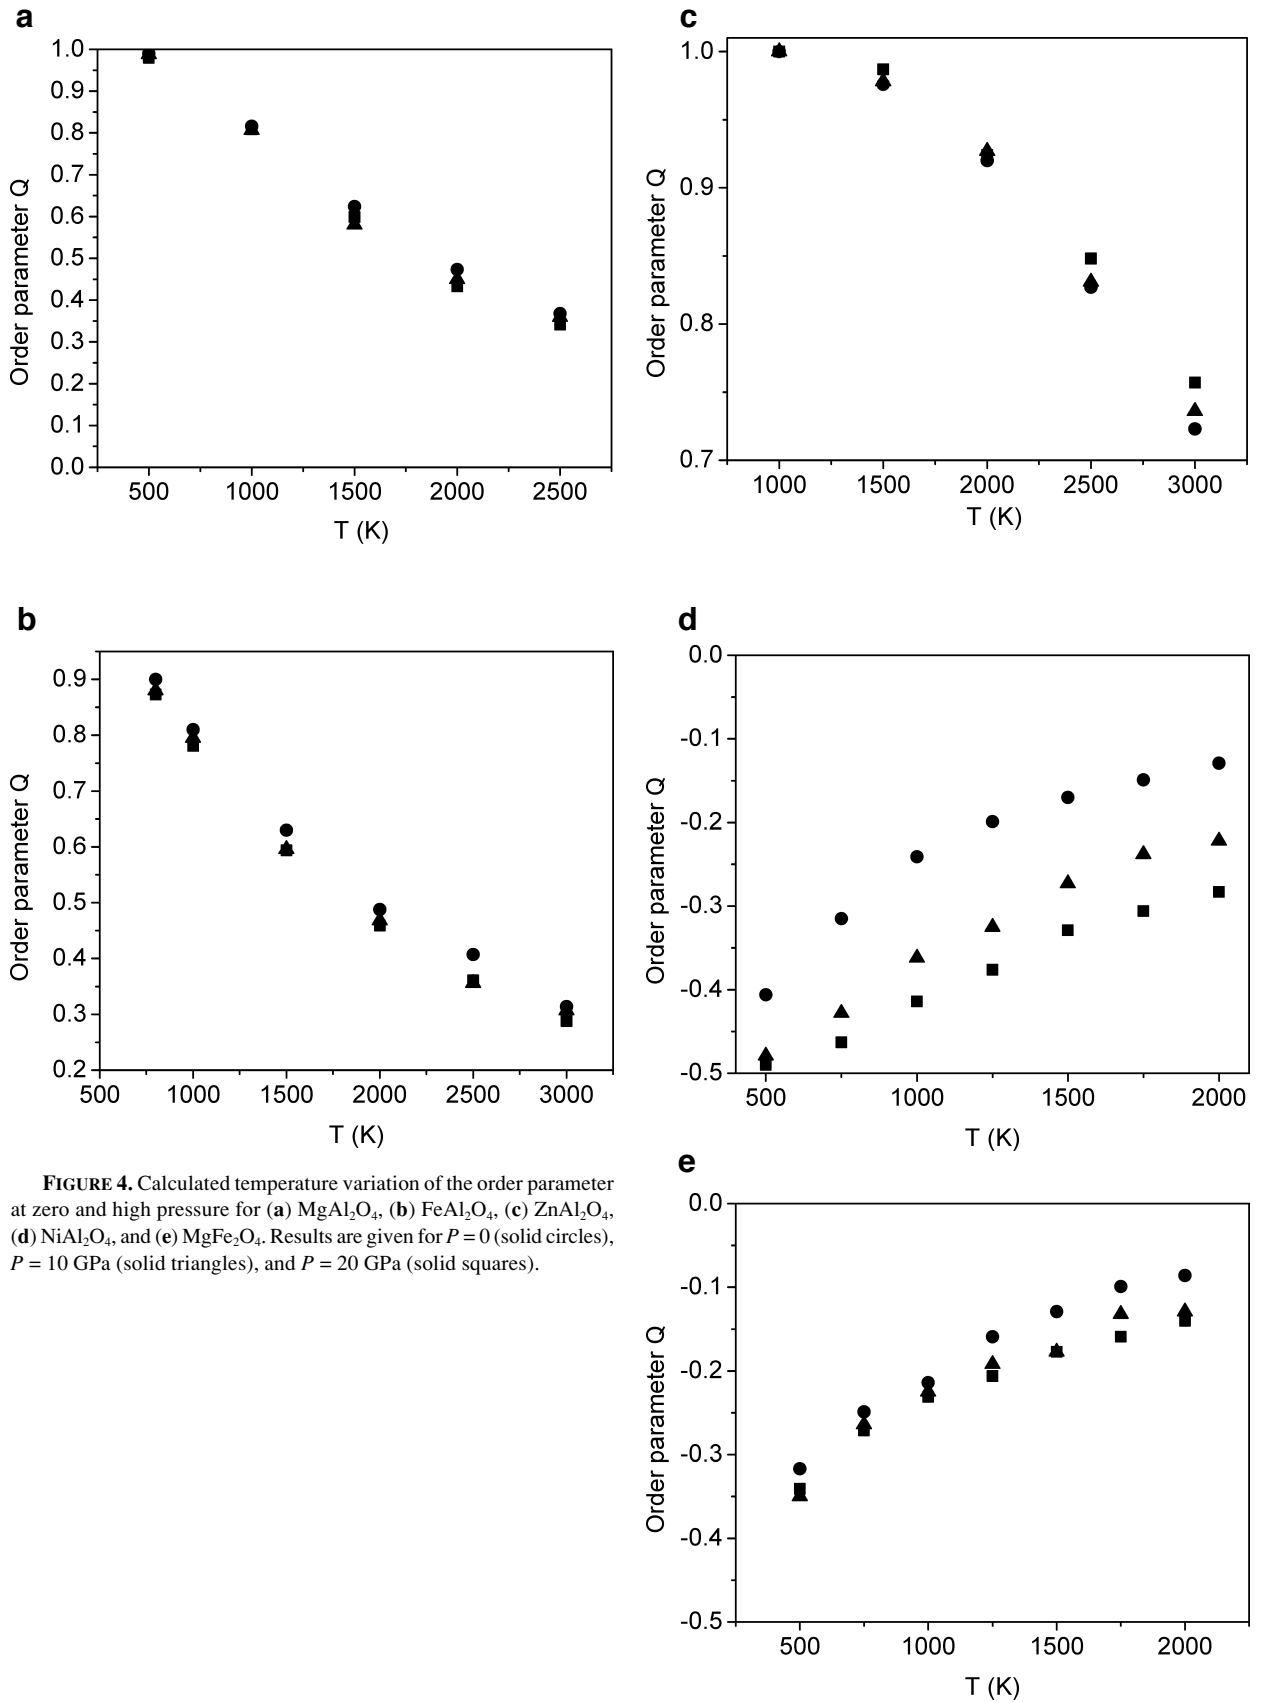 a
1.0
0.9
0.8
0.7
0.6
0.5
0.4
0.3
0.2
0.1
0.0
Order parameter Q
500 1000 1500 2000 2500
T (K)
b
0.9
0.8
0.7
0.6
0.5
0.4
0.3
0.2
Order parameter Q
500 1000 1500 2000 2500 3000
T (K)
FIGURE 4. Calculated temperature variation of the order parameter
at zero and high pressure for (a) MgAl₂O₄, (b) FeAl₂O₄, (c) ZnAl₂O₄,
(d) NiAl₂O₄, and (e) MgFe₂O₄. Results are given for P = 0 (solid circles),
P = 10 GPa (solid triangles), and P = 20 GPa (solid squares).
c
1.0
0.9
0.8
0.7
Order parameter Q
1000 1500 2000 2500 3000
T (K)
d
0.0
-0.1
-0.2
-0.3
-0.4
-0.5
Order parameter Q
500 1000 1500 2000
T (K)
e
0.0
-0.1
-0.2
-0.3
-0.4
-0.5
Order parameter Q
500 1000 1500 2000
T (K)